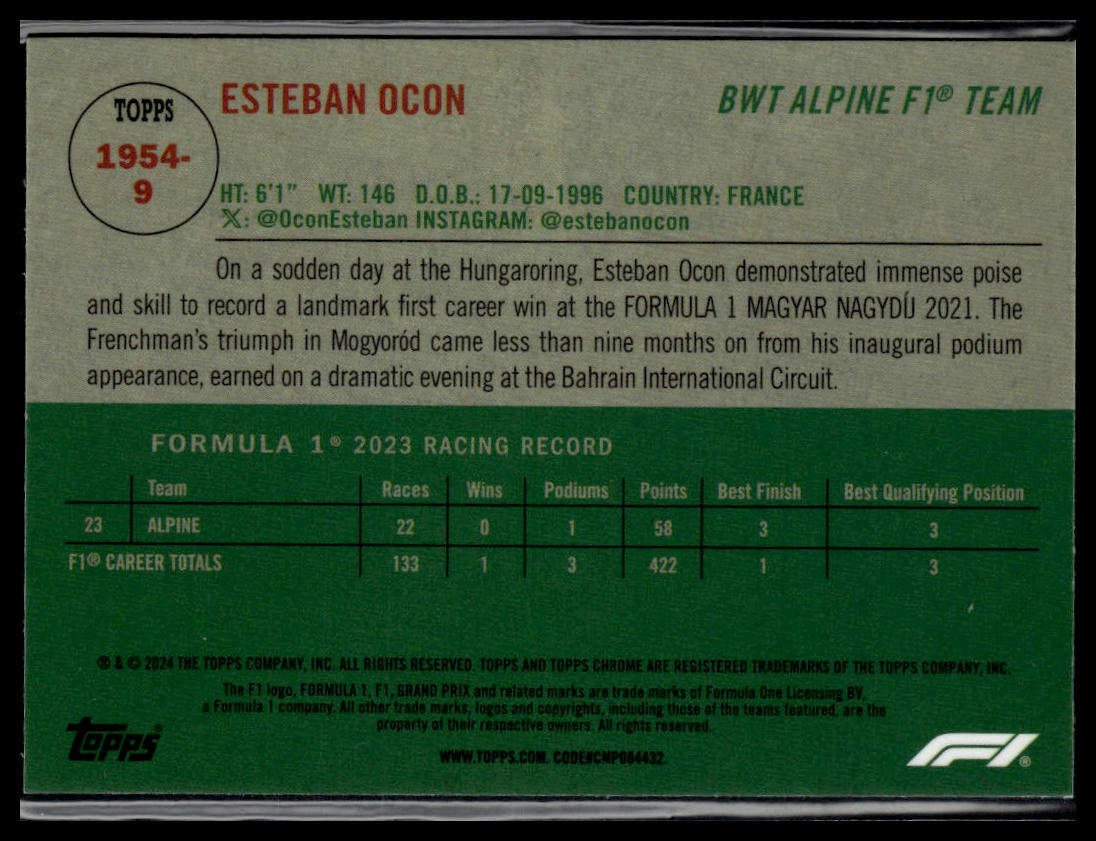 TOPPS
1954-
9
ESTEBAN OCON
BWT ALPINE F1® TEAM
HT: 6'1" WT: 146 D.O.B.: 17-09-1996 COUNTRY: FRANCE
X: @OconEsteban INSTAGRAM: @estebanocon
On a sodden day at the Hungaroring, Esteban Ocon demonstrated immense poise
and skill to record a landmark first career win at the FORMULA 1 MAGYAR NAGYDÍJ 2021. The
Frenchman's triumph in Mogyoród came less than nine months on from his inaugural podium
appearance, earned on a dramatic evening at the Bahrain International Circuit.
FORMULA 1® 2023 RACING RECORD
Team Races Wins Podiums Points Best Finish Best Qualifying Position
23 ALPINE 22 0 1 58 3 3
F1® CAREER TOTALS 133 1 3 422 1 3
® & © 2024 THE TOPPS COMPANY, INC. ALL RIGHTS RESERVED. TOPPS AND TOPPS CHROME ARE REGISTERED TRADEMARKS OF THE TOPPS COMPANY, INC.
The F1 logo, FORMULA 1, F1, GRAND PRIX and related marks are trade marks of Formula One Licensing BV,
a Formula 1 company. All other trade marks, logos and copyrights, including those of the teams featured, are the
property of their respective owners. All rights reserved.
WWW.TOPPS.COM. CODE#CMP064432
topps®
F1®